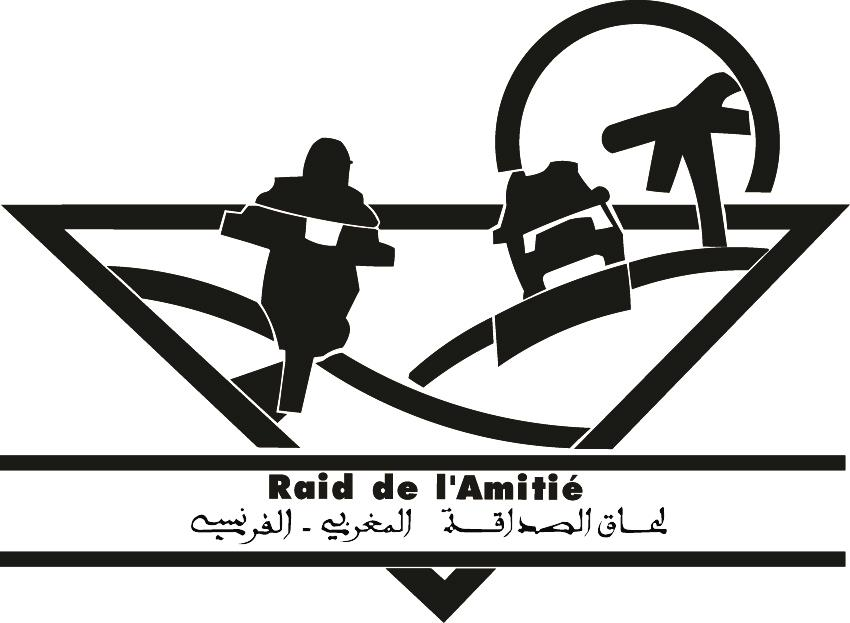 Raid de l'Amitié
لحاق الصداقة المغربي - الفرنسي